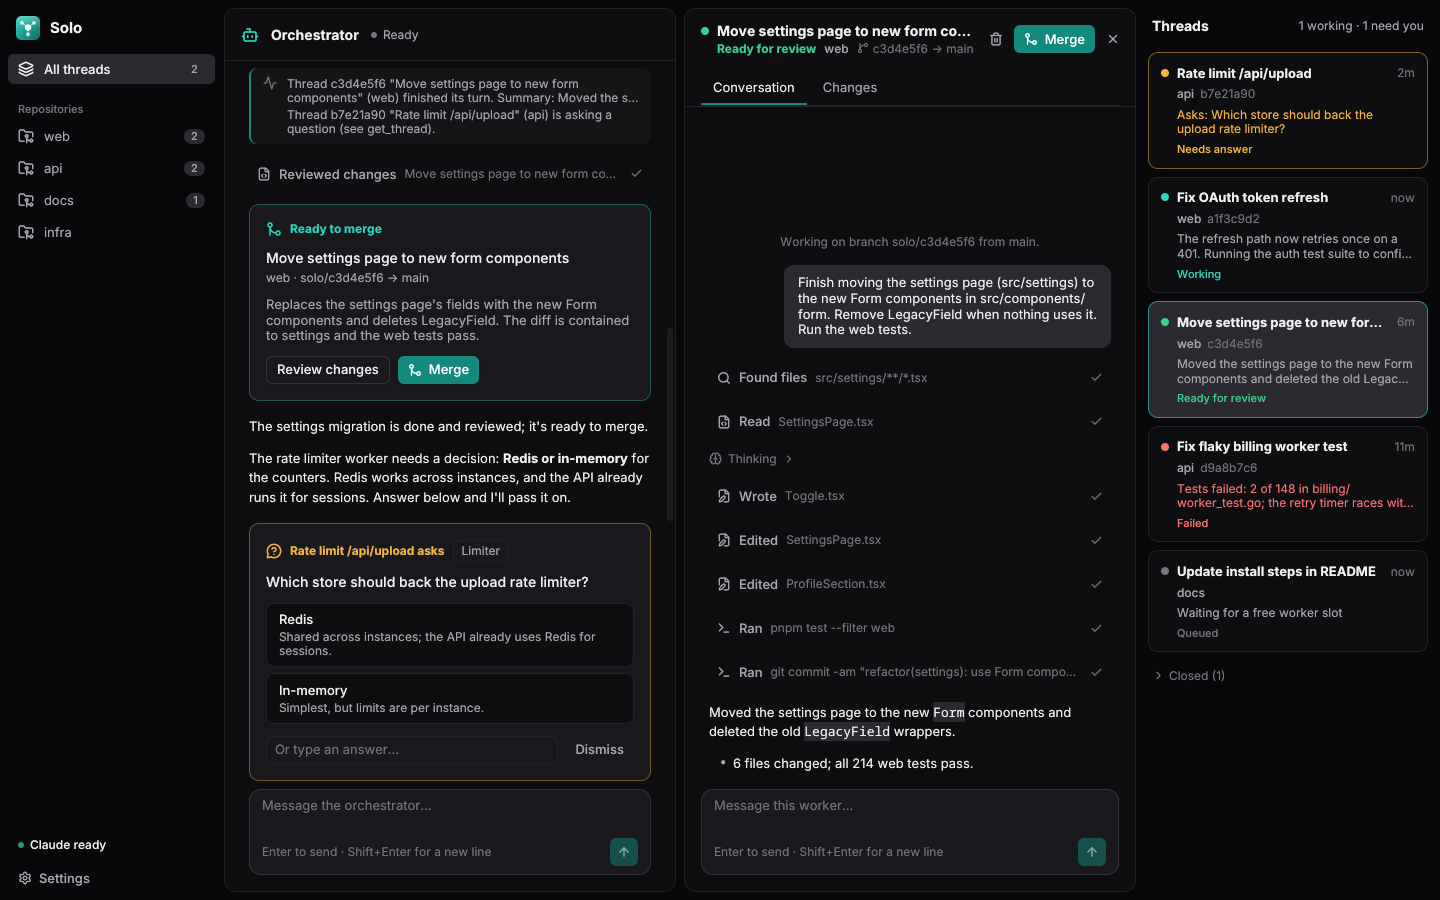 Solo
All threads 2
Repositories
web 2
api 2
docs 1
infra
Claude ready
Settings
Orchestrator Ready
Thread c3d4e5f6 "Move settings page to new form
components" (web) finished its turn. Summary: Moved the s...
Thread b7e21a90 "Rate limit /api/upload" (api) is asking a
question (see get_thread).
Reviewed changes Move settings page to new form co...
Ready to merge
Move settings page to new form components
web · solo/c3d4e5f6 → main
Replaces the settings page's fields with the new Form
components and deletes LegacyField. The diff is contained
to settings and the web tests pass.
Review changes Merge
The settings migration is done and reviewed; it's ready to merge.
The rate limiter worker needs a decision: Redis or in-memory for
the counters. Redis works across instances, and the API already
runs it for sessions. Answer below and I'll pass it on.
Rate limit /api/upload asks Limiter
Which store should back the upload rate limiter?
Redis
Shared across instances; the API already uses Redis for
sessions.
In-memory
Simplest, but limits are per instance.
Or type an answer... Dismiss
Message the orchestrator...
Enter to send · Shift+Enter for a new line
Move settings page to new form co...
Ready for review web c3d4e5f6 → main
Merge
Conversation Changes
Working on branch solo/c3d4e5f6 from main.
Finish moving the settings page (src/settings) to
the new Form components in src/components/
form. Remove LegacyField when nothing uses it.
Run the web tests.
Found files src/settings/**/*.tsx
Read SettingsPage.tsx
Thinking
Wrote Toggle.tsx
Edited SettingsPage.tsx
Edited ProfileSection.tsx
Ran pnpm test --filter web
Ran git commit -am "refactor(settings): use Form compo...
Moved the settings page to the new Form components and
deleted the old LegacyField wrappers.
• 6 files changed; all 214 web tests pass.
Message this worker...
Enter to send · Shift+Enter for a new line
Threads 1 working · 1 need you
Rate limit /api/upload 2m
api b7e21a90
Asks: Which store should back the
upload rate limiter?
Needs answer
Fix OAuth token refresh now
web a1f3c9d2
The refresh path now retries once on a
401. Running the auth test suite to confi...
Working
Move settings page to new for... 6m
web c3d4e5f6
Moved the settings page to the new Form
components and deleted the old Legac...
Ready for review
Fix flaky billing worker test 11m
api d9a8b7c6
Tests failed: 2 of 148 in billing/
worker_test.go; the retry timer races wit...
Failed
Update install steps in README now
docs
Waiting for a free worker slot
Queued
Closed (1)